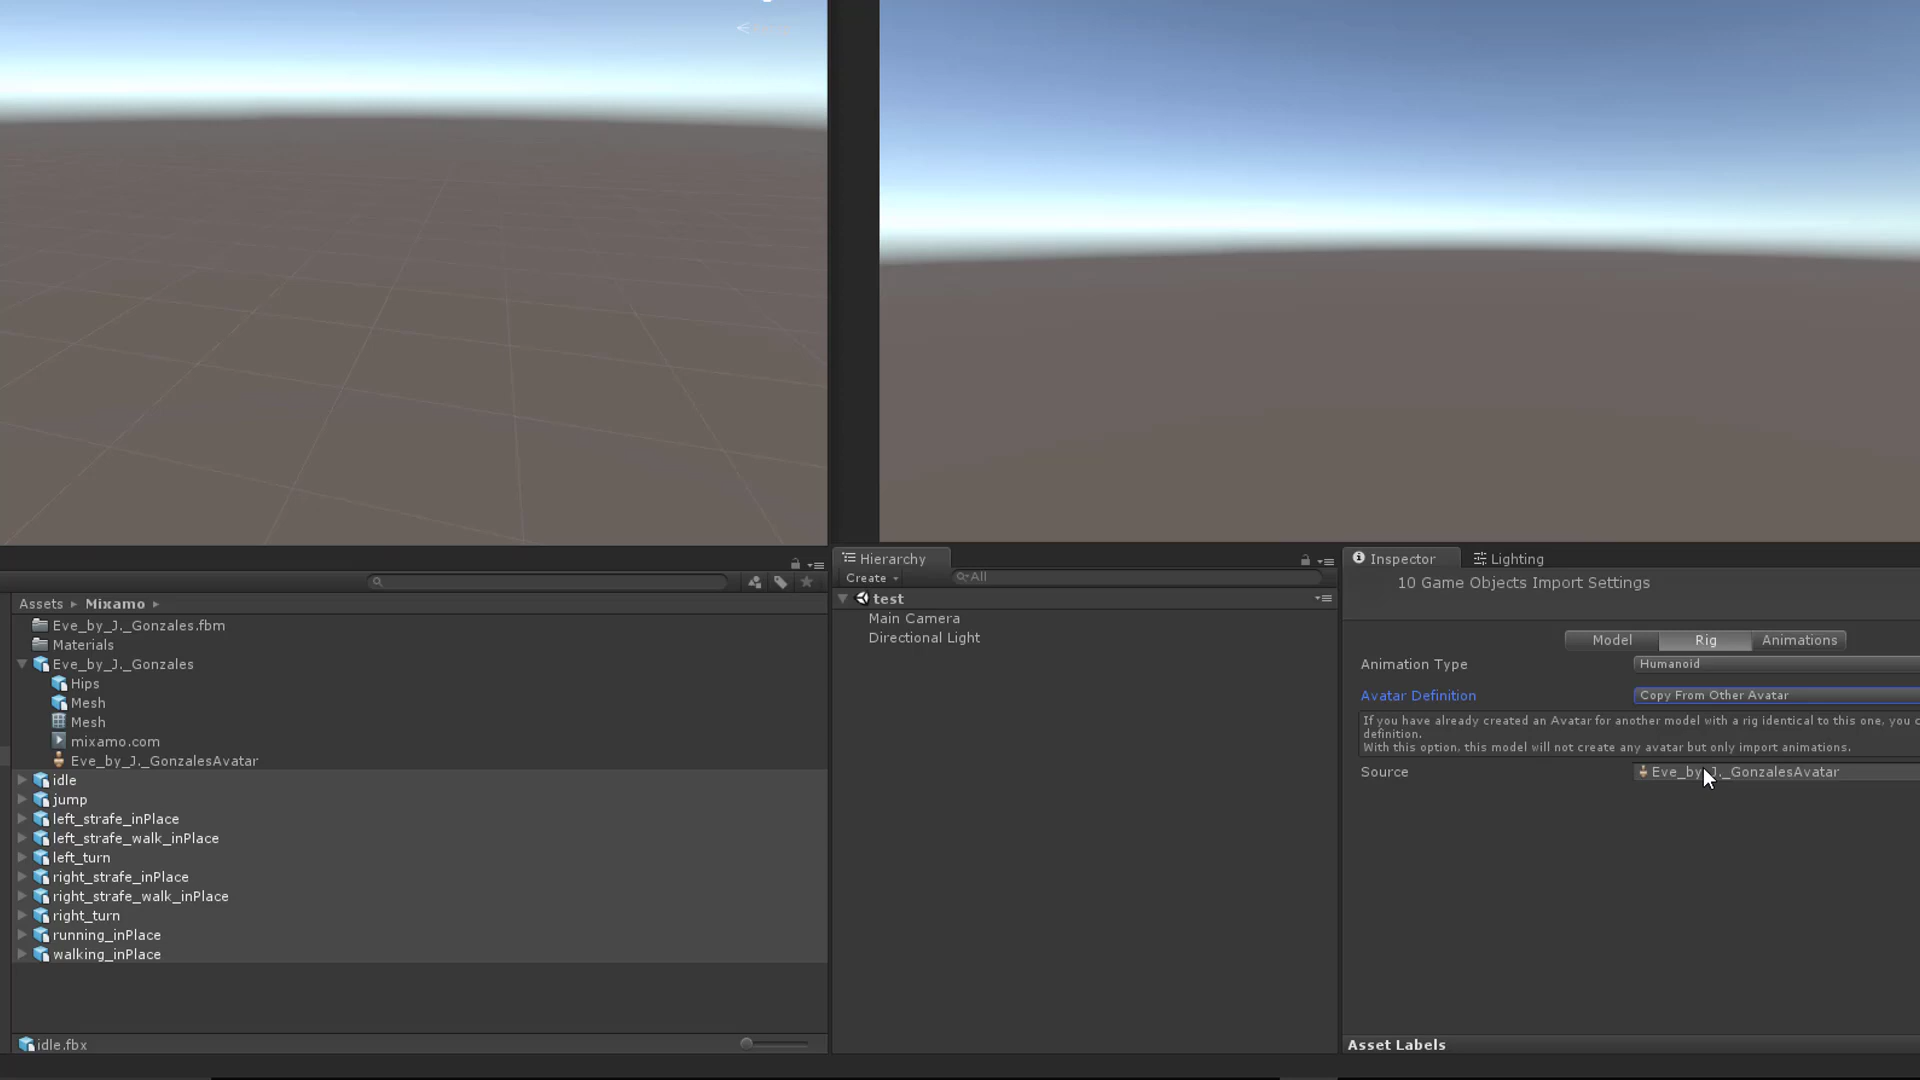 Assets ▸ Mixamo ▸
Eve_by_J._Gonzales.fbm
Materials
Eve_by_J._Gonzales
Hips
Mesh
Mesh
mixamo.com
Eve_by_J._GonzalesAvatar
idle
jump
left_strafe_inPlace
left_strafe_walk_inPlace
left_turn
right_strafe_inPlace
right_strafe_walk_inPlace
right_turn
running_inPlace
walking_inPlace
idle.fbx
Hierarchy
Create
All
test
Main Camera
Directional Light
Inspector
Lighting
10 Game Objects Import Settings
Model
Rig
Animations
Animation Type
Humanoid
Avatar Definition
Copy From Other Avatar
If you have already created an Avatar for another model with a rig identical to this one, you
definition.
With this option, this model will not create any avatar but only import animations.
Source
Eve_by_J._GonzalesAvatar
Asset Labels